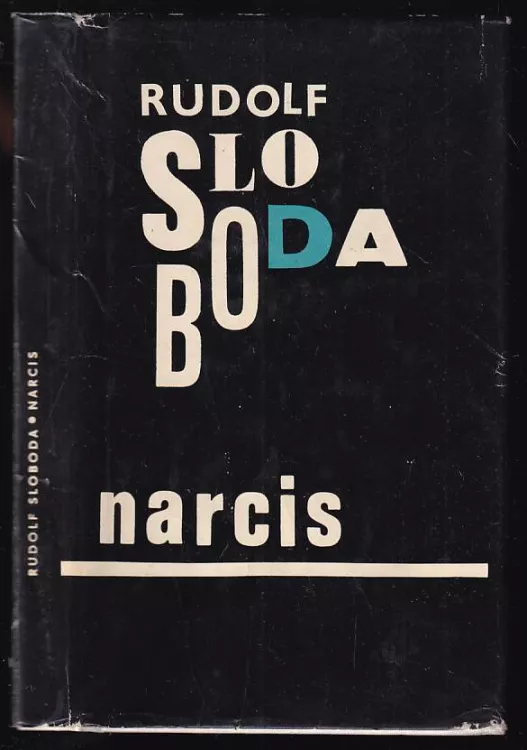 RUDOLF
SLO
BODA
narcis
RUDOLF SLOBODA • NARCIS